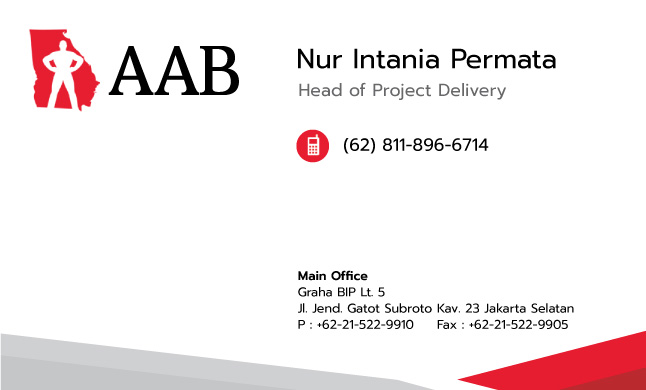 AAB
Nur Intania Permata
Head of Project Delivery
(62) 811-896-6714
Main Office
Graha BIP Lt. 5
Jl. Jend. Gatot Subroto Kav. 23 Jakarta Selatan
P : +62-21-522-9910 Fax : +62-21-522-9905